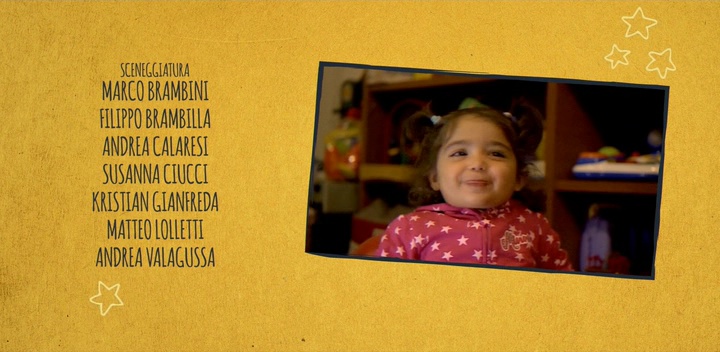 SCENEGGIATURA
MARCO BRAMBINI
FILIPPO BRAMBILLA
ANDREA CALARESI
SUSANNA CIUCCI
KRISTIAN GIANFREDA
MATTEO LOLLETTI
ANDREA VALAGUSSA